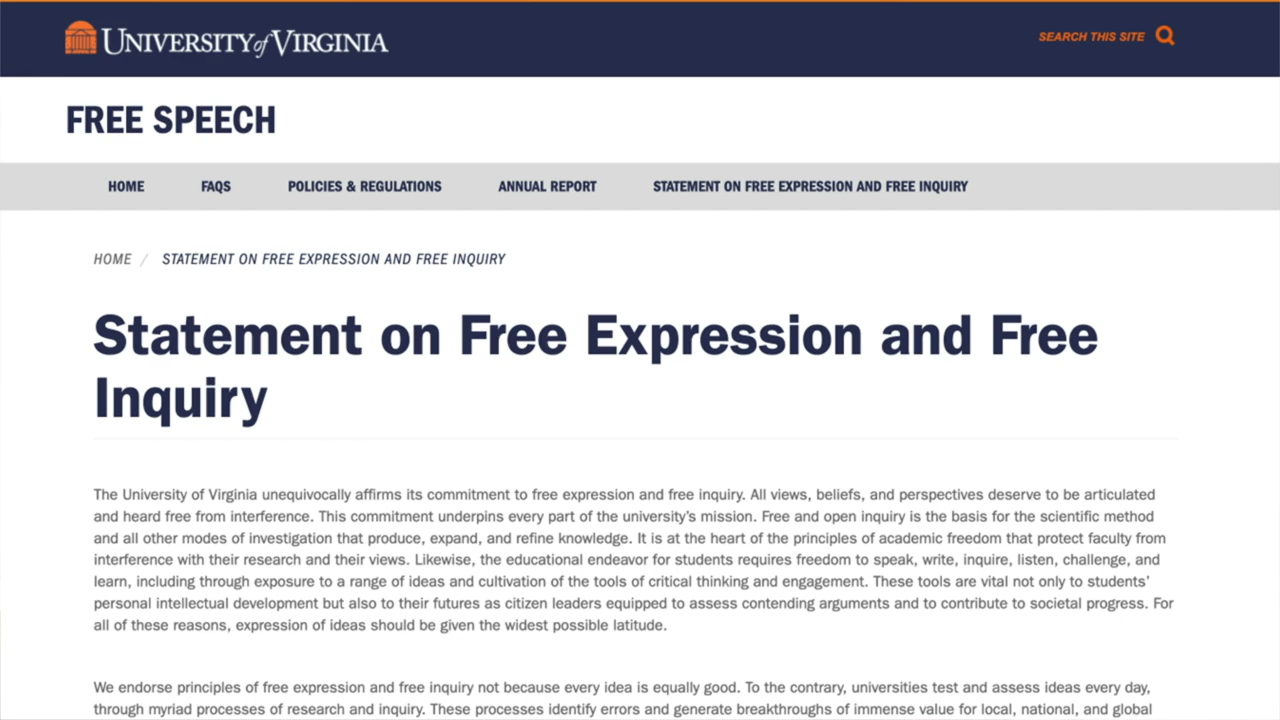 UNIVERSITY of VIRGINIA
SEARCH THIS SITE
FREE SPEECH
HOME FAQS POLICIES & REGULATIONS ANNUAL REPORT STATEMENT ON FREE EXPRESSION AND FREE INQUIRY
HOME / STATEMENT ON FREE EXPRESSION AND FREE INQUIRY
Statement on Free Expression and Free
Inquiry
The University of Virginia unequivocally affirms its commitment to free expression and free inquiry. All views, beliefs, and perspectives deserve to be articulated
and heard free from interference. This commitment underpins every part of the university’s mission. Free and open inquiry is the basis for the scientific method
and all other modes of investigation that produce, expand, and refine knowledge. It is at the heart of the principles of academic freedom that protect faculty from
interference with their research and their views. Likewise, the educational endeavor for students requires freedom to speak, write, inquire, listen, challenge, and
learn, including through exposure to a range of ideas and cultivation of the tools of critical thinking and engagement. These tools are vital not only to students’
personal intellectual development but also to their futures as citizen leaders equipped to assess contending arguments and to contribute to societal progress. For
all of these reasons, expression of ideas should be given the widest possible latitude.
We endorse principles of free expression and free inquiry not because every idea is equally good. To the contrary, universities test and assess ideas every day,
through myriad processes of research and inquiry. These processes identify errors and generate breakthroughs of immense value for local, national, and global